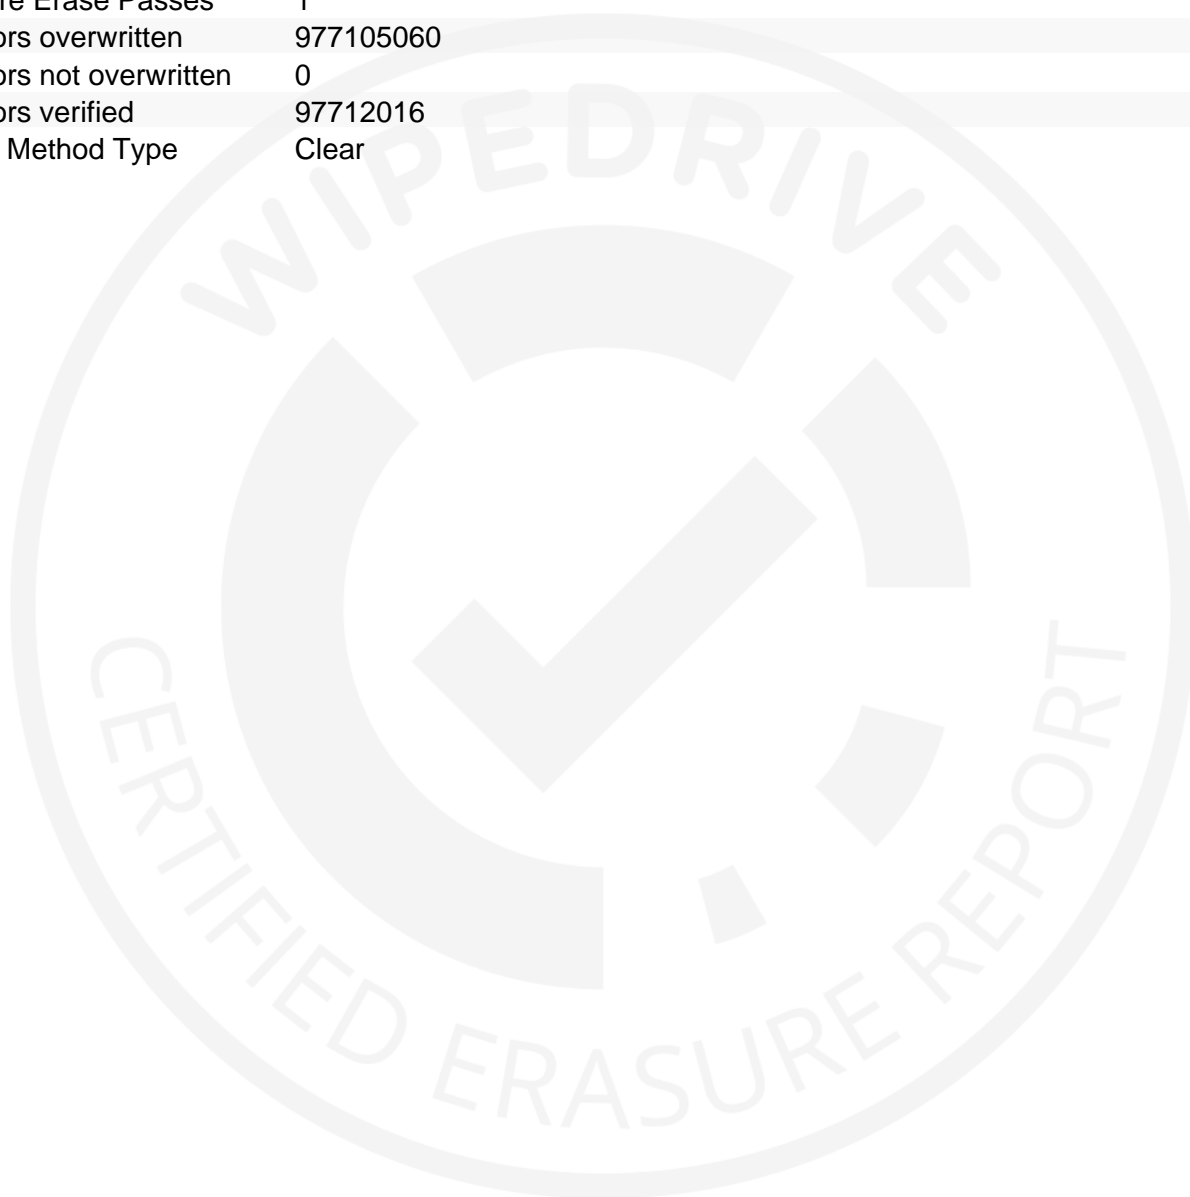 re Erase Passes 1
ors overwritten 977105060
ors not overwritten 0
ors verified 97712016
Method Type Clear
WIPEDRIVE
CERTIFIED ERASURE REPORT